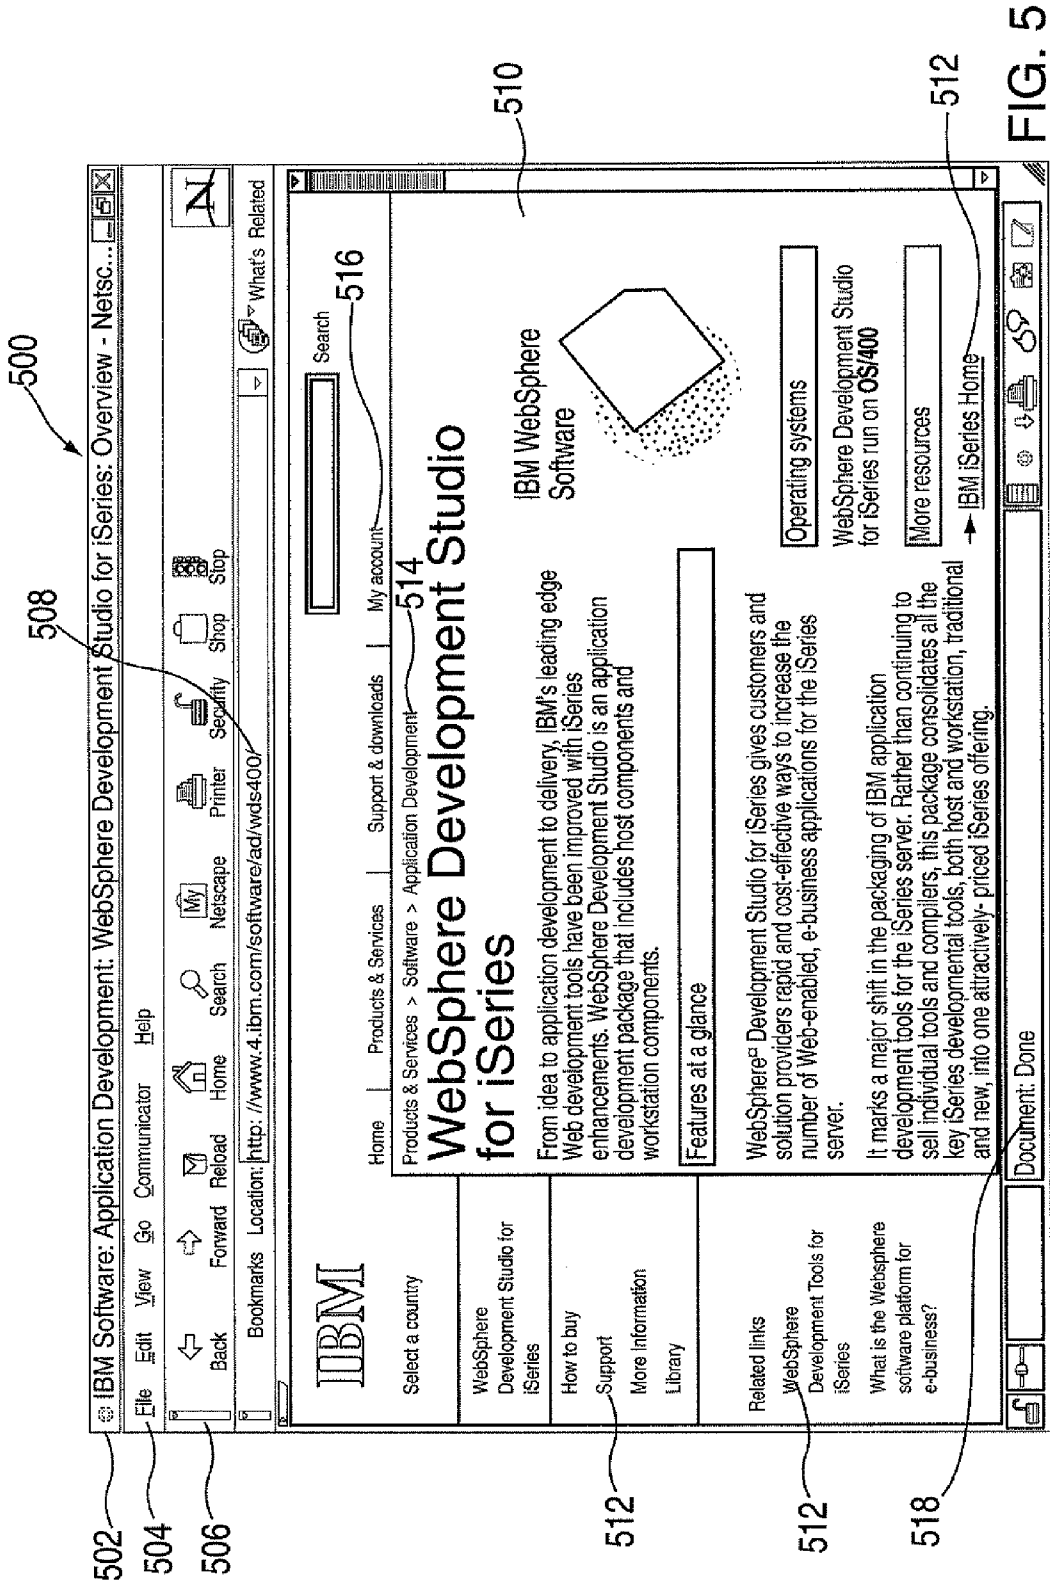 500
IBM Software: Application Development: WebSphere Development Studio for iSeries: Overview - Netsc...
502
File Edit View Go Communicator Help
504
Back Forward Reload Home Search Netscape Printer Security Shop Stop
My
N
506
508
Bookmarks Location: http: //www.4.ibm.com/software/ad/wds400/ What's Related
IBM
Search
Home Products & Services Support & downloads My account
516
Select a country
Products & Services > Software > Application Development
514
WebSphere Development Studio
for iSeries
WebSphere
Development Studio for
iSeries
How to buy
Support
More Information
Library
512
Related links
WebSphere
Development Tools for
iSeries
512
What is the Websphere
software platform for
e-business?
From idea to application development to delivery, IBM's leading edge
Web development tools have been improved with iSeries
enhancements. WebSphere Development Studio is an application
development package that includes host components and
workstation components.
Features at a glance
WebSphere Development Studio for iSeries gives customers and
solution providers rapid and cost-effective ways to increase the
number of Web-enabled, e-business applications for the iSeries
server.
It marks a major shift in the packaging of IBM application
development tools for the iSeries server. Rather than continuing to
sell individual tools and compilers, this package consolidates all the
key iSeries developmental tools, both host and workstation, traditional
and new, into one attractively- priced iSeries offering.
IBM WebSphere
Software
510
Operating systems
WebSphere Development Studio
for iSeries run on OS/400
More resources
IBM iSeries Home
512
Document: Done
518
FIG. 5